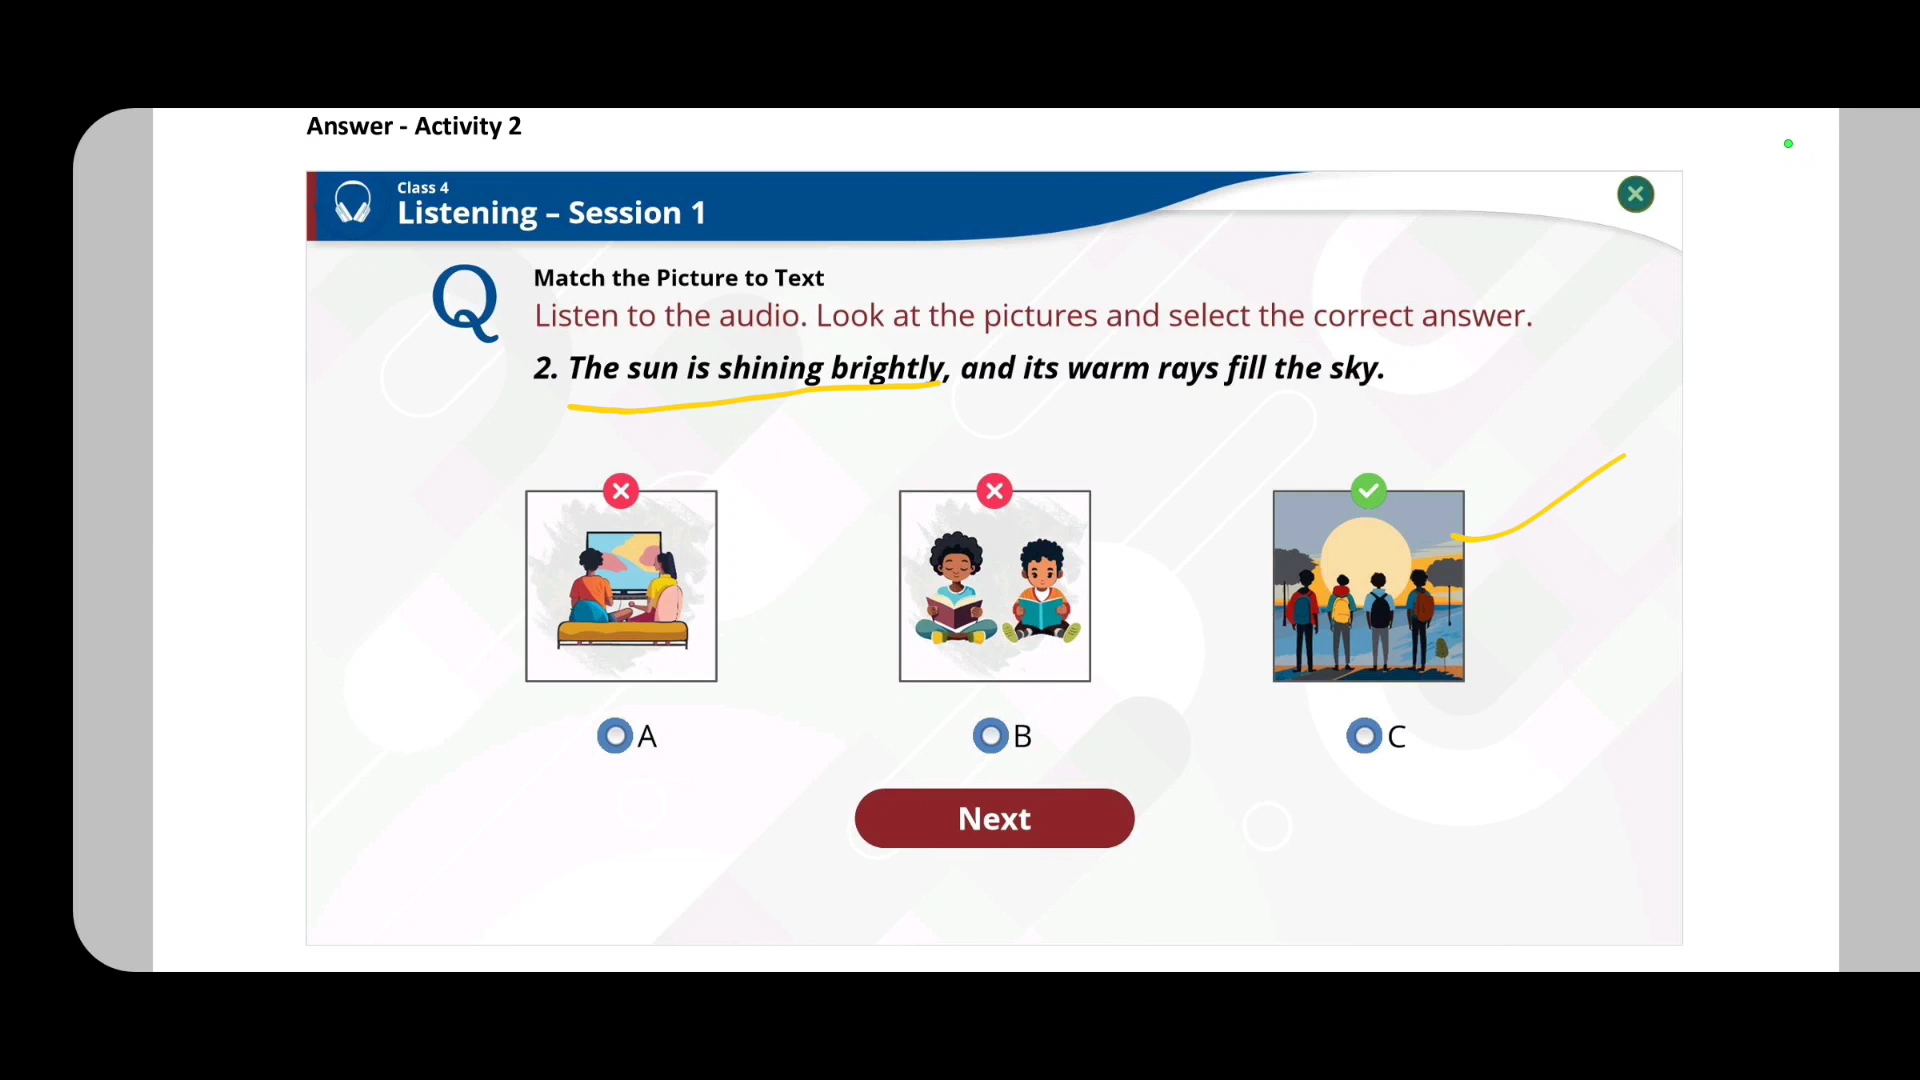 Answer - Activity 2
Class 4
Listening – Session 1
Q
Match the Picture to Text
Listen to the audio. Look at the pictures and select the correct answer.
2. The sun is shining brightly, and its warm rays fill the sky.
A
B
C
Next